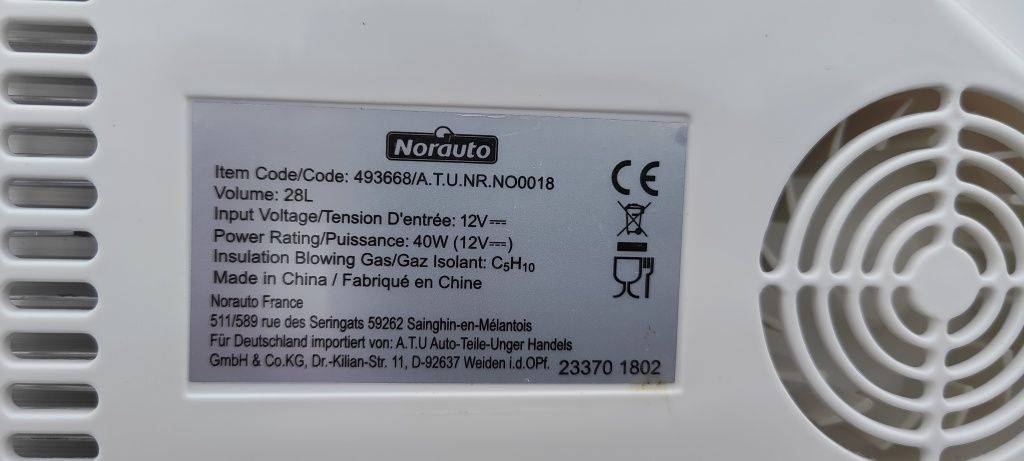 Norauto
Item Code/Code: 493668/A.T.U.NR.NO0018
Volume: 28L
Input Voltage/Tension D'entrée: 12V⎓
Power Rating/Puissance: 40W (12V⎓)
Insulation Blowing Gas/Gaz Isolant: C₅H₁₀
Made in China / Fabriqué en Chine
Norauto France
511/589 rue des Seringats 59262 Sainghin-en-Mélantois
Für Deutschland importiert von: A.T.U Auto-Teile-Unger Handels
GmbH & Co.KG, Dr.-Kilian-Str. 11, D-92637 Weiden i.d.OPf.
23370 1802
CE